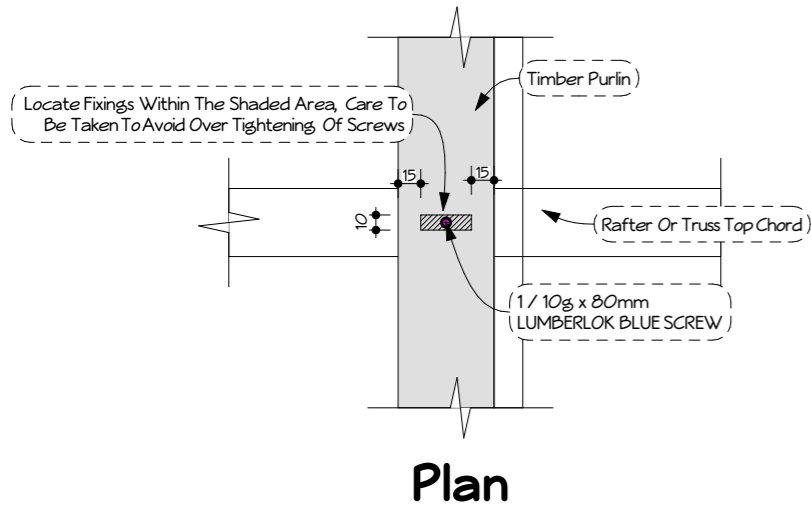 Timber Purlin
Locate Fixings Within The Shaded Area, Care To
Be Taken To Avoid Over Tightening Of Screws
15
15
10
Rafter Or Truss Top Chord
1 / 10g x 80mm
LUMBERLOK BLUE SCREW
Plan